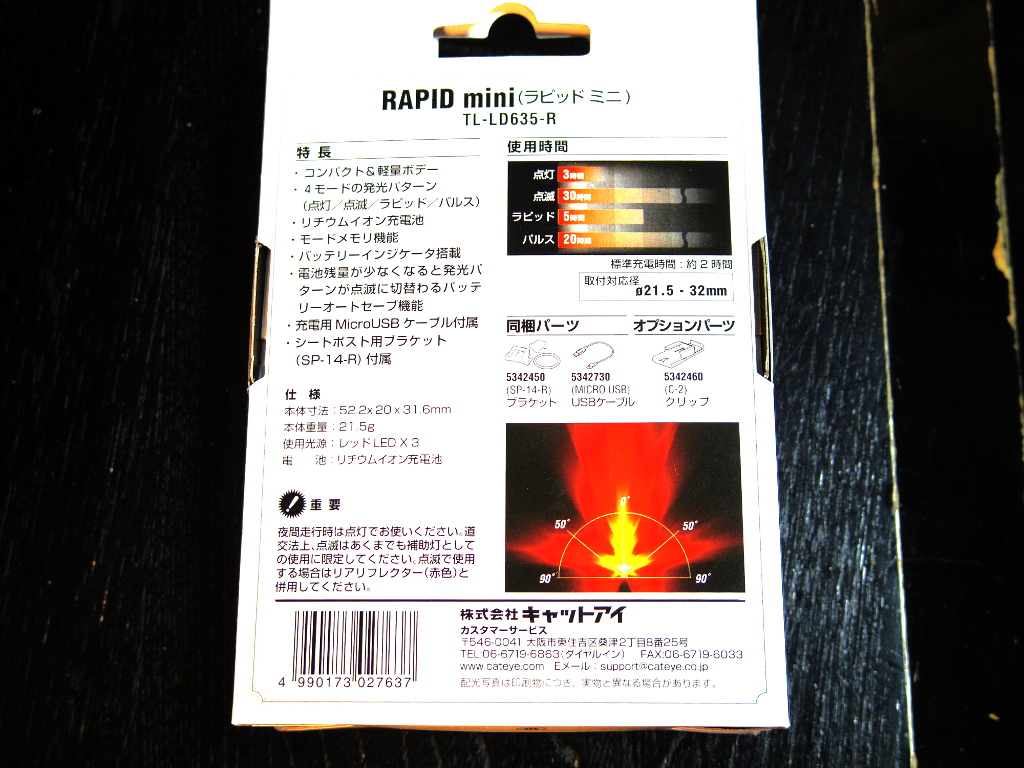 RAPID mini(ラピッド ミニ)
TL-LD635-R
特 長
・コンパクト&軽量ボデー
・4モードの発光パターン
(点灯/点滅/ラピッド/パルス)
・リチウムイオン充電池
・モードメモリ機能
・バッテリーインジケータ搭載
・電池残量が少なくなると発光パ
ターンが点滅に切替わるバッテ
リーオートセーブ機能
・充電用 MicroUSB ケーブル付属
・シートポスト用ブラケット
(SP-14-R) 付属
仕 様
本体寸法:52.2x20x31.6mm
本体重量:21.5g
使用光源:レッドLED X 3
電 池:リチウムイオン充電池
重 要
夜間走行時は点灯でお使いください。道
交法上、点滅はあくまでも補助灯として
の使用に限定してください。点滅で使用
する場合はリアリフレクター(赤色)と
併用してください。
使用時間
点灯 3時間
点滅 30時間
ラピッド 5時間
パルス 20時間
標準充電時間:約2時間
取付対応径
ø21.5 - 32mm
同梱パーツ
5342450
(SP-14-R)
ブラケット
5342730
(MICRO USB)
USBケーブル
オプションパーツ
5342460
(C-2)
クリップ
0°
50° 50°
90° 90°
4 990173 027637
株式会社 キャットアイ
カスタマーサービス
〒546-0041 大阪市東住吉区桑津2丁目8番25号
TEL:06-6719-6863(ダイヤルイン) FAX:06-6719-6033
www.cateye.com Eメール:support@cateye.co.jp
配光写真は印刷物につき、実物と異なる場合があります。